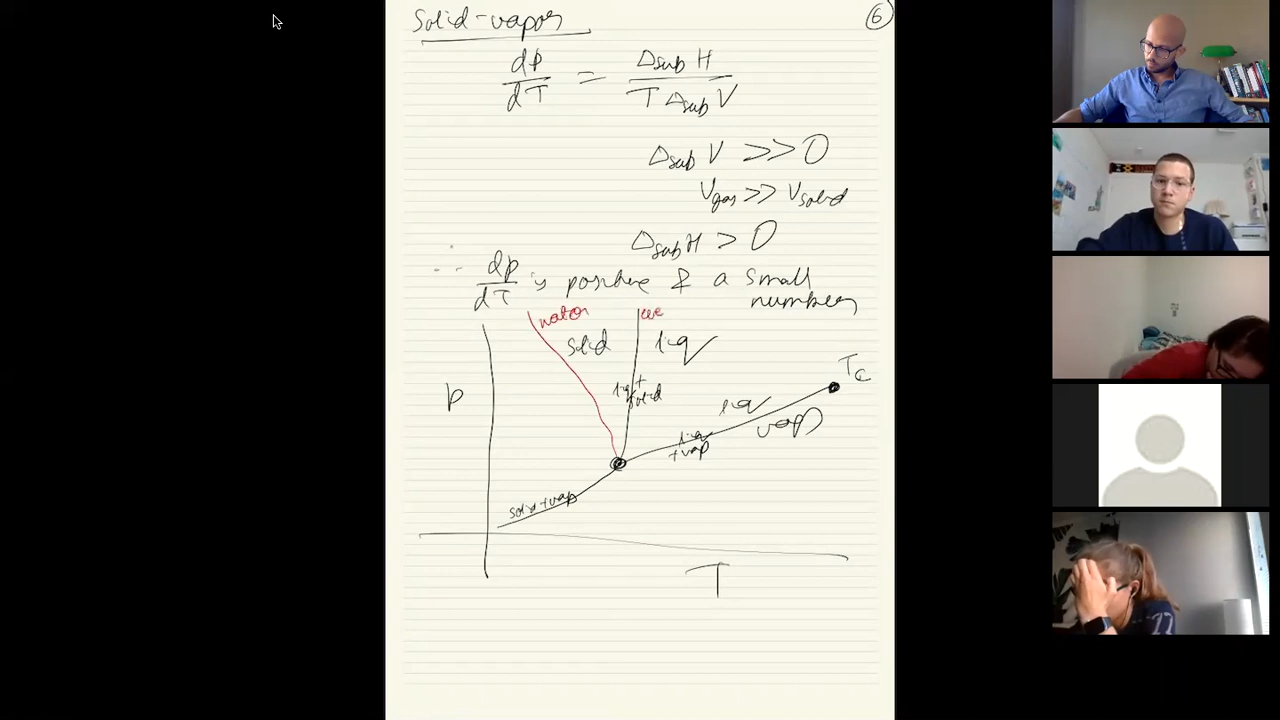 Solid-vapor
6
dp/dT = Δsub H / T Δsub V
Δsub V >>> 0
Vgas >> Vsolid
Δsub H > 0
∴ dp/dT is positive & a small
number
water
solid
liq
P
liq + solid
Tc
liq
vap
liq
+vap
solid+vap
T